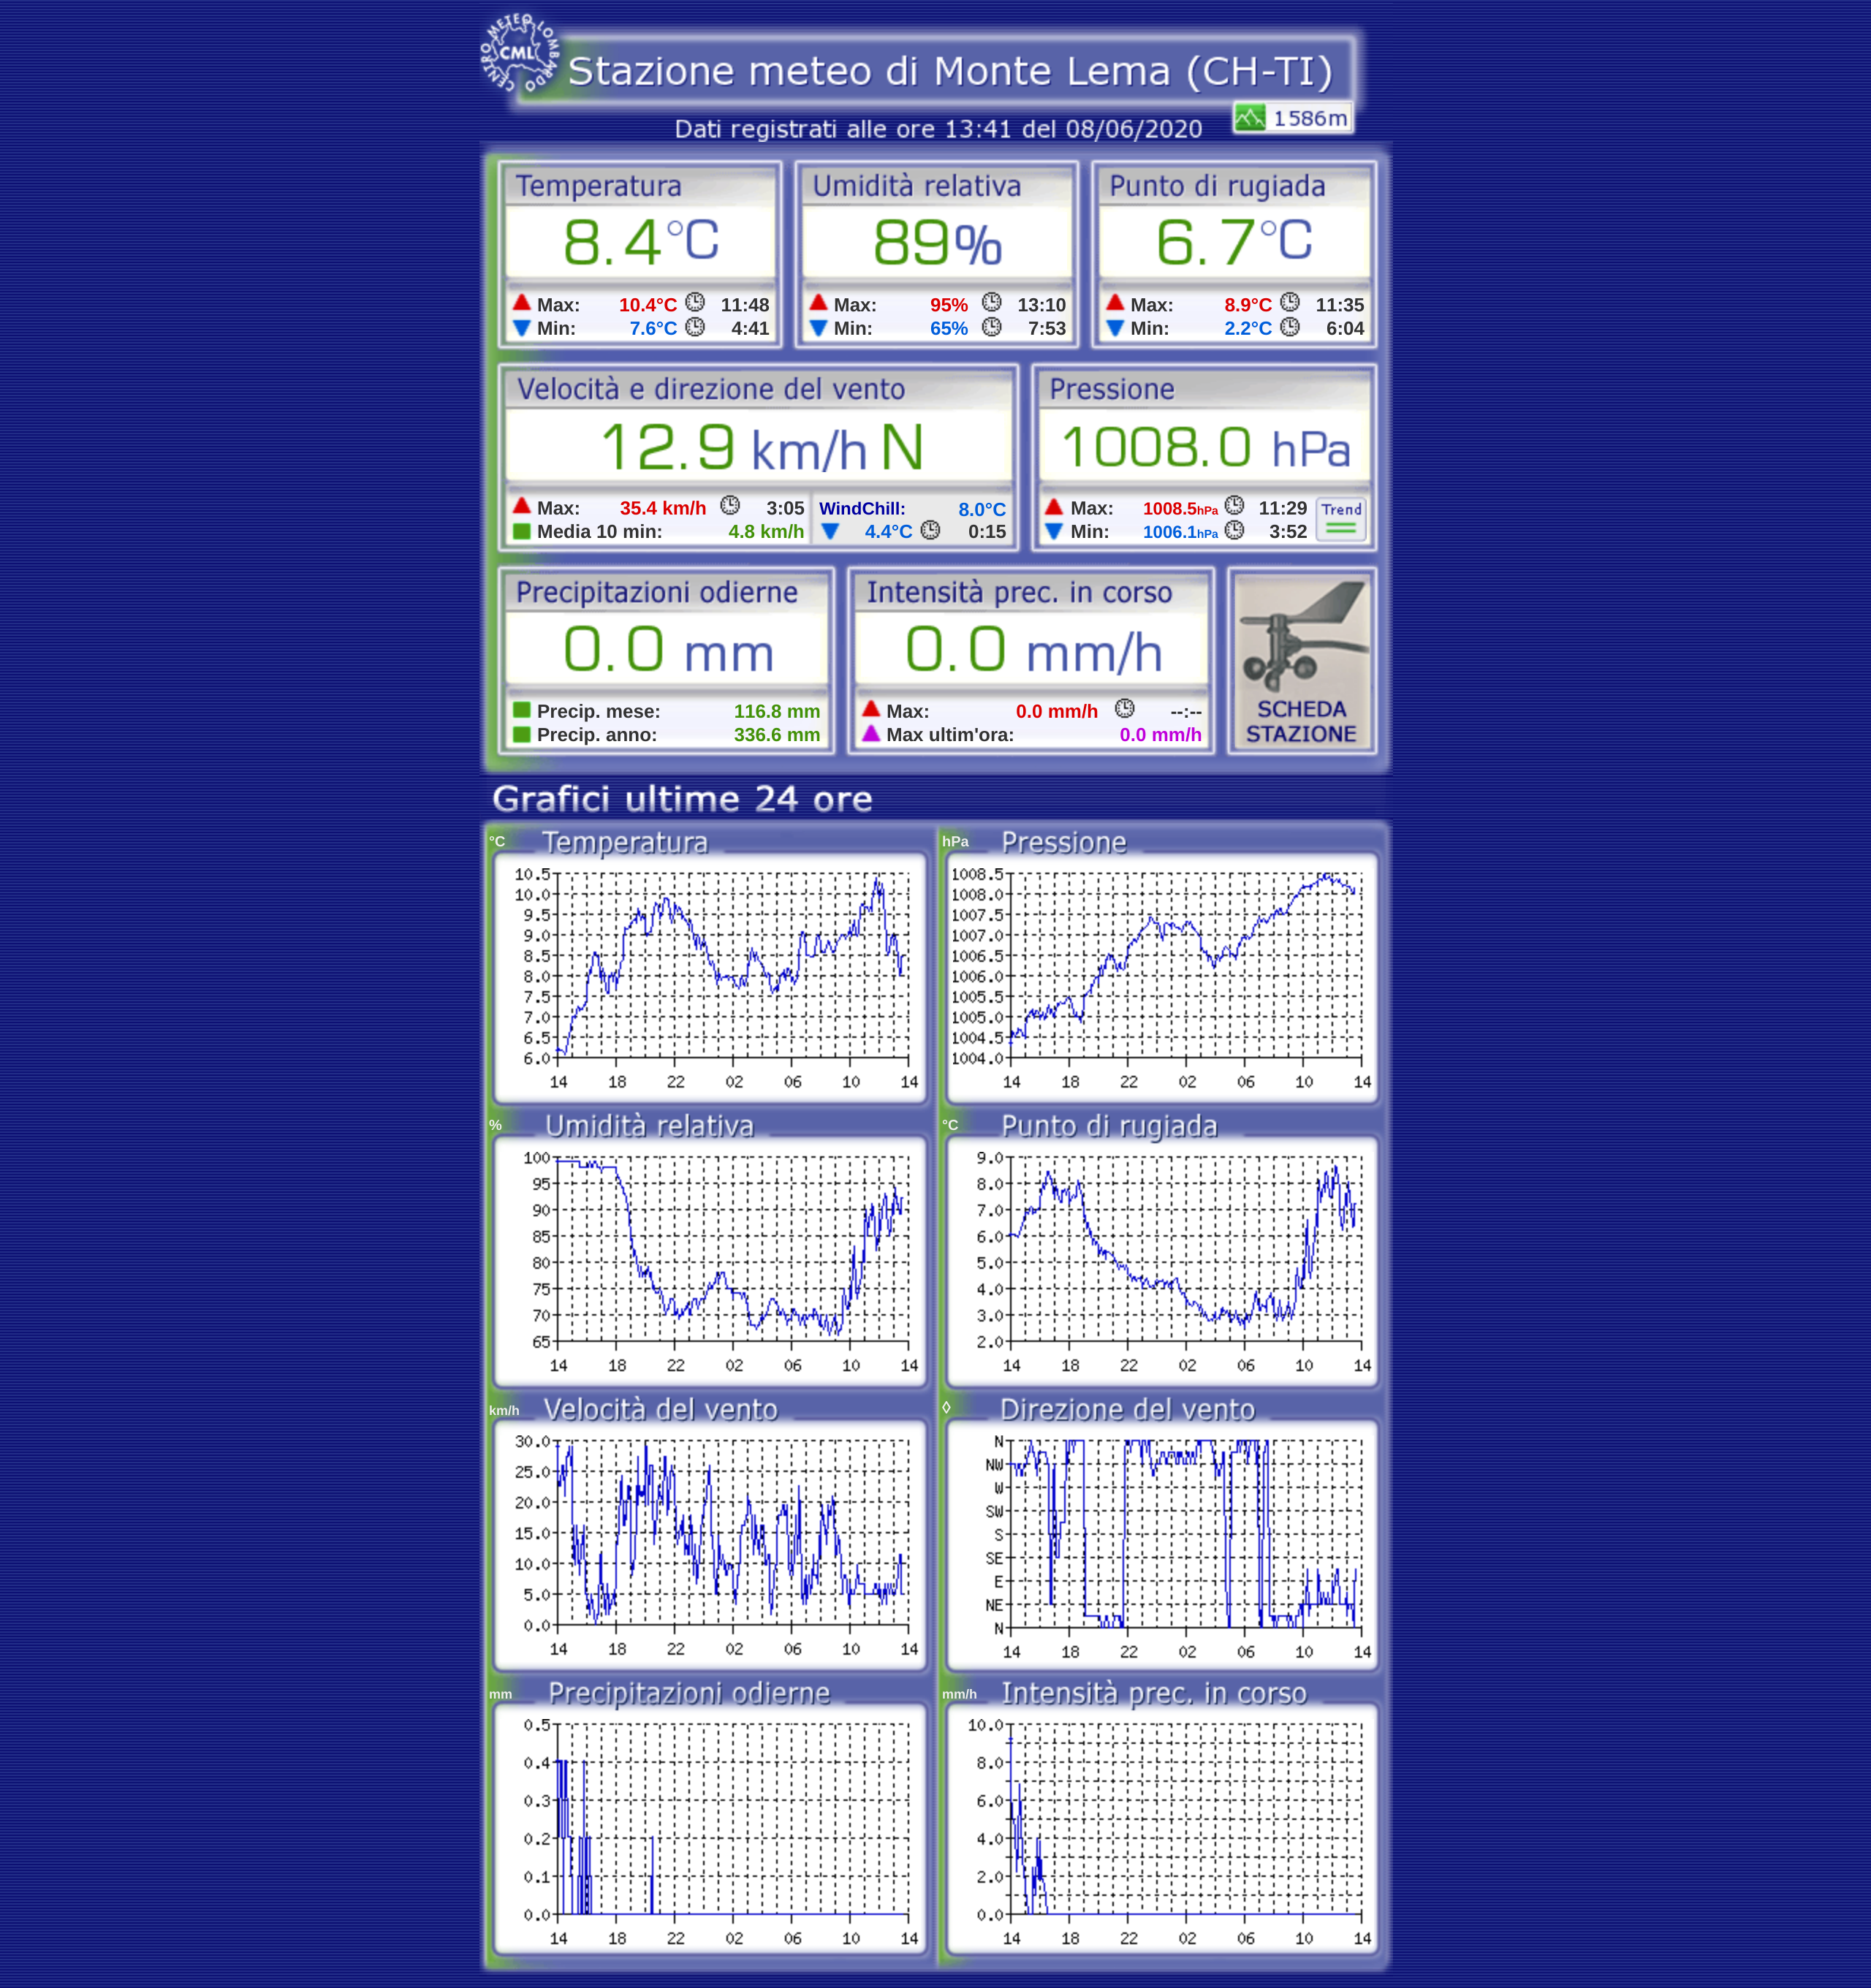 CENTRO METEO LOMBARDO
CML
Stazione meteo di Monte Lema (CH-TI)
1586m
Dati registrati alle ore 13:41 del 08/06/2020
Temperatura
8.4°C
Max: 10.4°C 11:48
Min: 7.6°C 4:41
Umidità relativa
89%
Max: 95% 13:10
Min: 65% 7:53
Punto di rugiada
6.7°C
Max: 8.9°C 11:35
Min: 2.2°C 6:04
Velocità e direzione del vento
12.9 km/h N
Max: 35.4 km/h 3:05
Media 10 min: 4.8 km/h
WindChill: 8.0°C
4.4°C 0:15
Pressione
1008.0 hPa
Max: 1008.5hPa 11:29
Min: 1006.1hPa 3:52
Trend
Precipitazioni odierne
0.0 mm
Precip. mese: 116.8 mm
Precip. anno: 336.6 mm
Intensità prec. in corso
0.0 mm/h
Max: 0.0 mm/h --:--
Max ultim'ora: 0.0 mm/h
SCHEDA
STAZIONE
Grafici ultime 24 ore
°C Temperatura
10.5
10.0
9.5
9.0
8.5
8.0
7.5
7.0
6.5
6.0
14 18 22 02 06 10 14
hPa Pressione
1008.5
1008.0
1007.5
1007.0
1006.5
1006.0
1005.5
1005.0
1004.5
1004.0
14 18 22 02 06 10 14
% Umidità relativa
100
95
90
85
80
75
70
65
14 18 22 02 06 10 14
°C Punto di rugiada
9.0
8.0
7.0
6.0
5.0
4.0
3.0
2.0
14 18 22 02 06 10 14
km/h Velocità del vento
30.0
25.0
20.0
15.0
10.0
5.0
0.0
14 18 22 02 06 10 14
◊ Direzione del vento
N
NW
W
SW
S
SE
E
NE
N
14 18 22 02 06 10 14
mm Precipitazioni odierne
0.5
0.4
0.3
0.2
0.1
0.0
14 18 22 02 06 10 14
mm/h Intensità prec. in corso
10.0
8.0
6.0
4.0
2.0
0.0
14 18 22 02 06 10 14